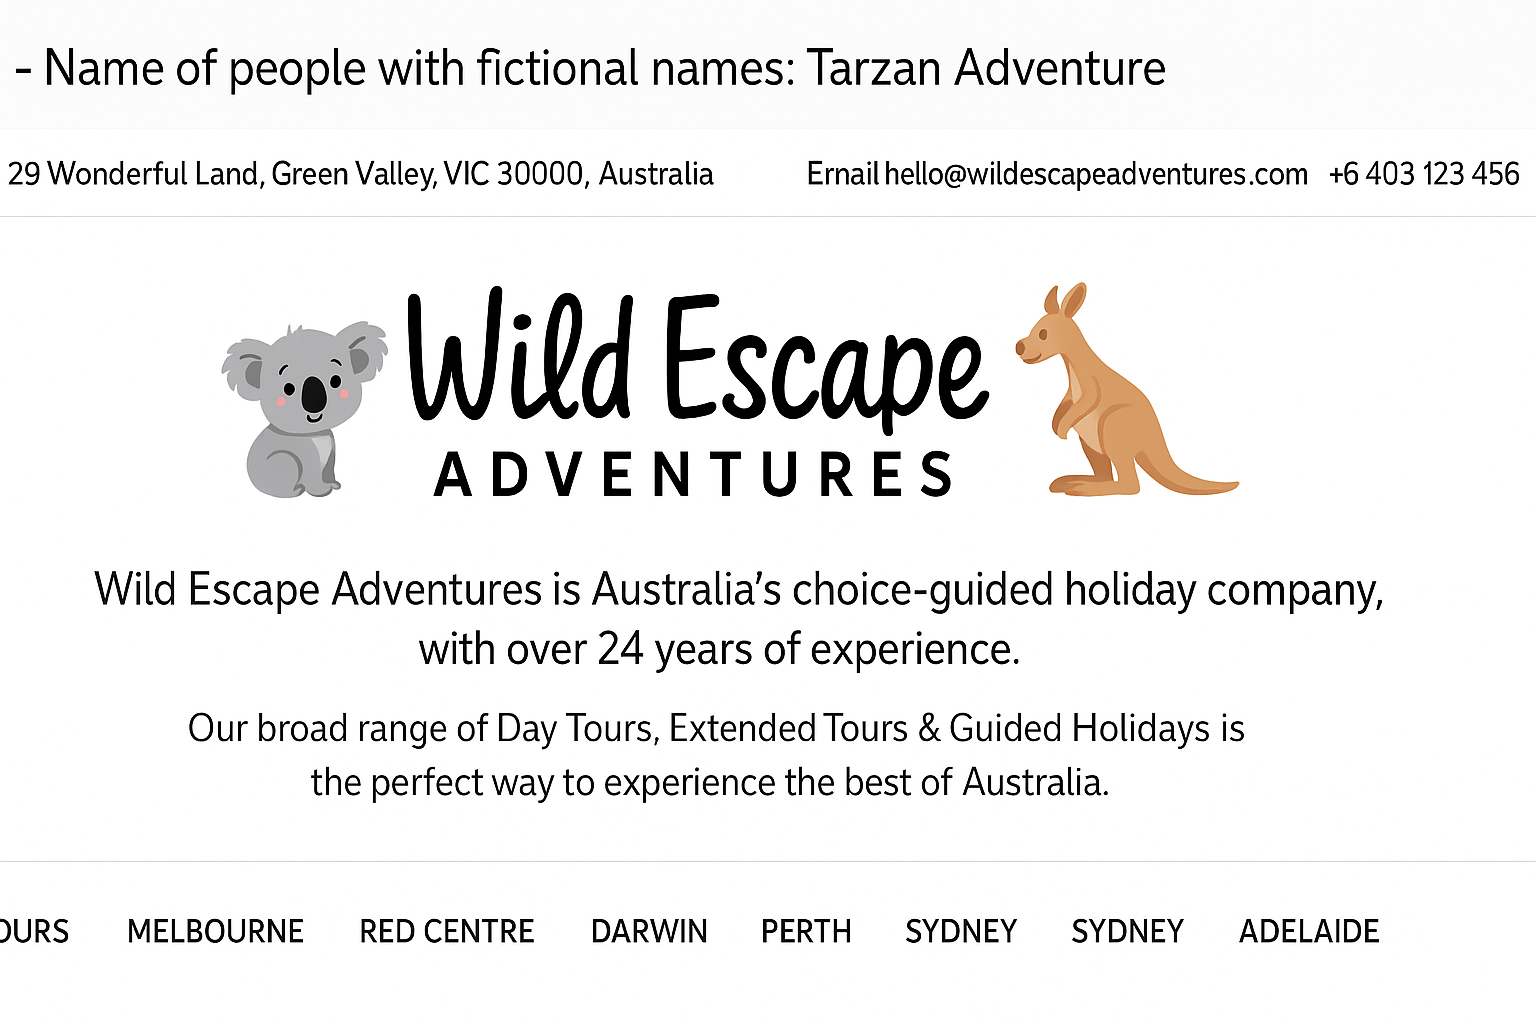 - Name of people with fictional names: Tarzan Adventure
29 Wonderful Land, Green Valley, VIC 30000, Australia Ernail hello@wildescapeadventures.com +6 403 123 456
Wild Escape
ADVENTURES
Wild Escape Adventures is Australia's choice-guided holiday company,
with over 24 years of experience.
Our broad range of Day Tours, Extended Tours & Guided Holidays is
the perfect way to experience the best of Australia.
OURS MELBOURNE RED CENTRE DARWIN PERTH SYDNEY SYDNEY ADELAIDE